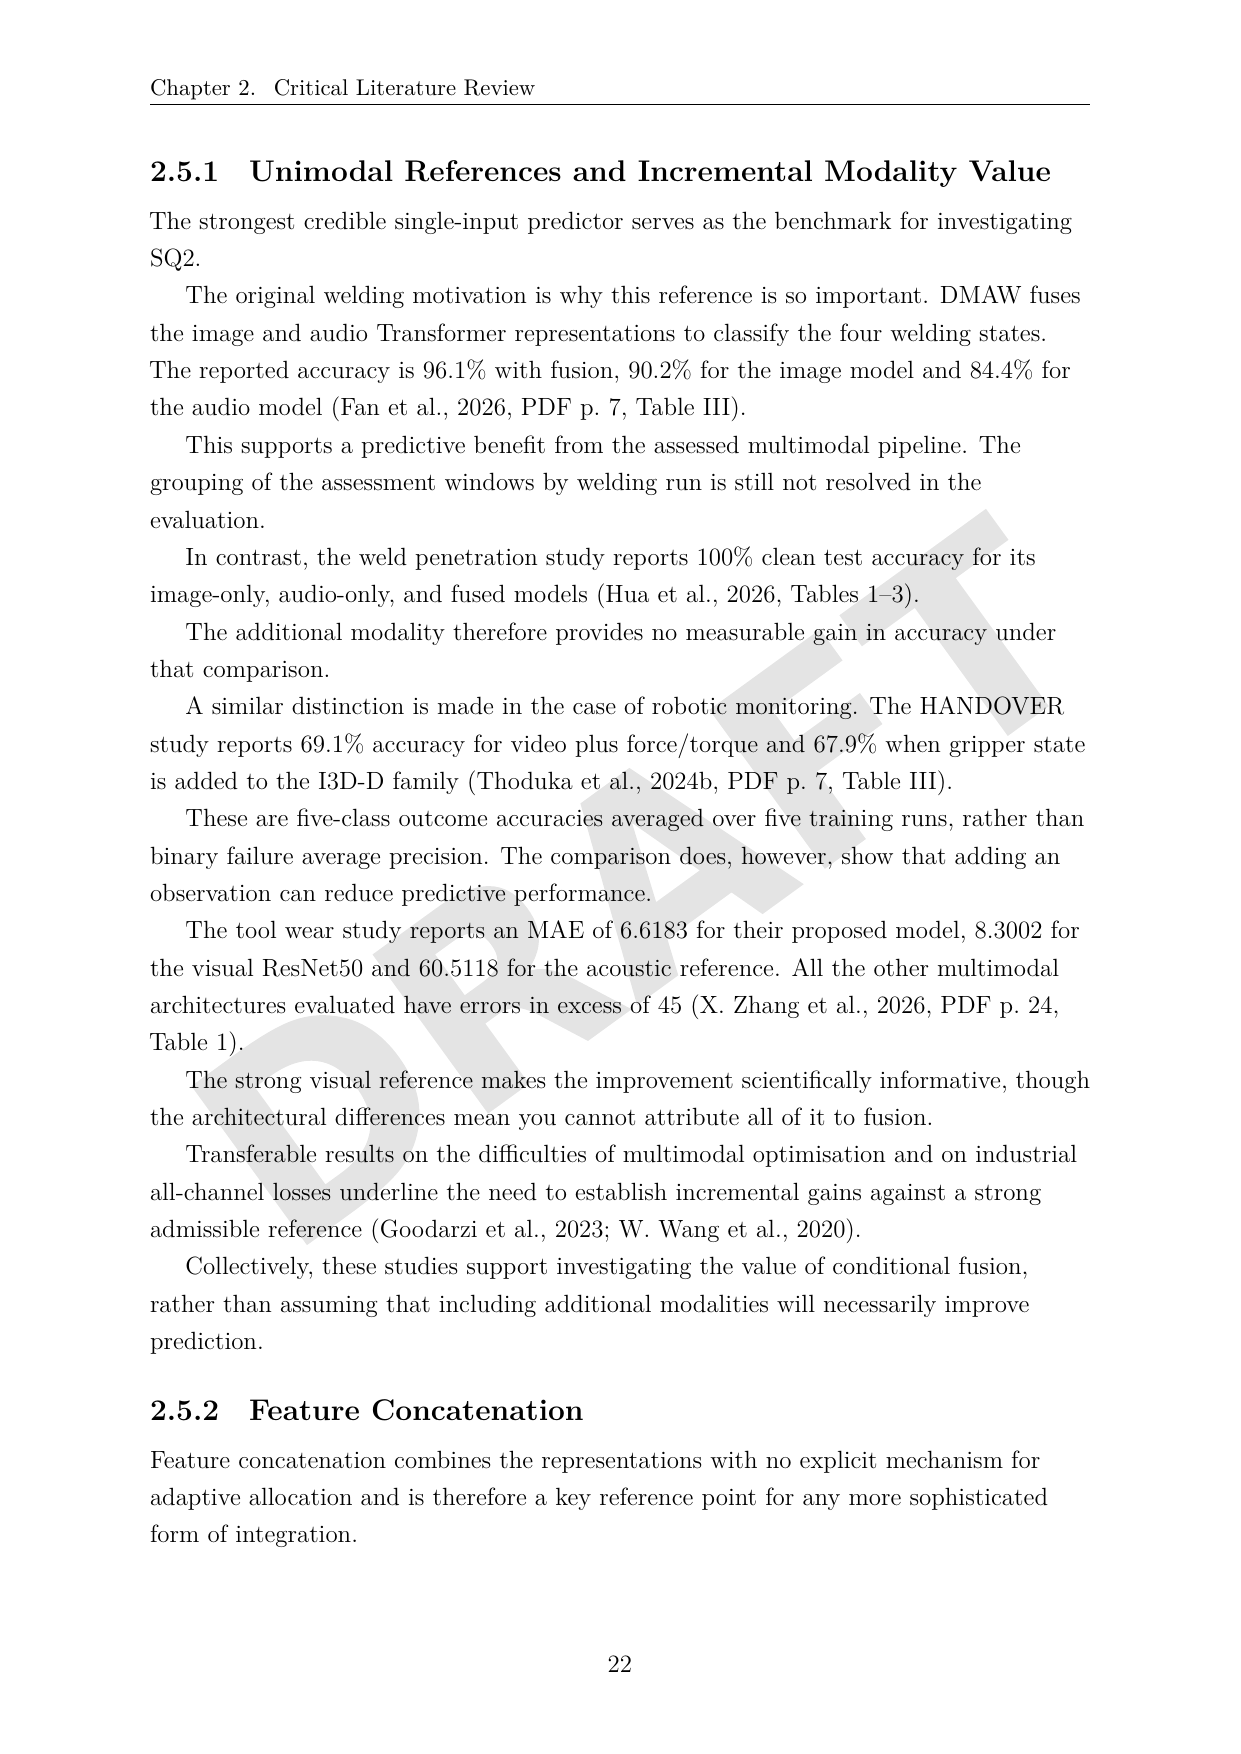 Chapter 2. Critical Literature Review
2.5.1 Unimodal References and Incremental Modality Value
The strongest credible single-input predictor serves as the benchmark for investigating
SQ2.
The original welding motivation is why this reference is so important. DMAW fuses
the image and audio Transformer representations to classify the four welding states.
The reported accuracy is 96.1% with fusion, 90.2% for the image model and 84.4% for
the audio model (Fan et al., 2026, PDF p. 7, Table III).
This supports a predictive benefit from the assessed multimodal pipeline. The
grouping of the assessment windows by welding run is still not resolved in the
evaluation.
In contrast, the weld penetration study reports 100% clean test accuracy for its
image-only, audio-only, and fused models (Hua et al., 2026, Tables 1–3).
The additional modality therefore provides no measurable gain in accuracy under
that comparison.
A similar distinction is made in the case of robotic monitoring. The HANDOVER
study reports 69.1% accuracy for video plus force/torque and 67.9% when gripper state
is added to the I3D-D family (Thoduka et al., 2024b, PDF p. 7, Table III).
These are five-class outcome accuracies averaged over five training runs, rather than
binary failure average precision. The comparison does, however, show that adding an
observation can reduce predictive performance.
The tool wear study reports an MAE of 6.6183 for their proposed model, 8.3002 for
the visual ResNet50 and 60.5118 for the acoustic reference. All the other multimodal
architectures evaluated have errors in excess of 45 (X. Zhang et al., 2026, PDF p. 24,
Table 1).
The strong visual reference makes the improvement scientifically informative, though
the architectural differences mean you cannot attribute all of it to fusion.
Transferable results on the difficulties of multimodal optimisation and on industrial
all-channel losses underline the need to establish incremental gains against a strong
admissible reference (Goodarzi et al., 2023; W. Wang et al., 2020).
Collectively, these studies support investigating the value of conditional fusion,
rather than assuming that including additional modalities will necessarily improve
prediction.
2.5.2 Feature Concatenation
Feature concatenation combines the representations with no explicit mechanism for
adaptive allocation and is therefore a key reference point for any more sophisticated
form of integration.
22
DRAFT